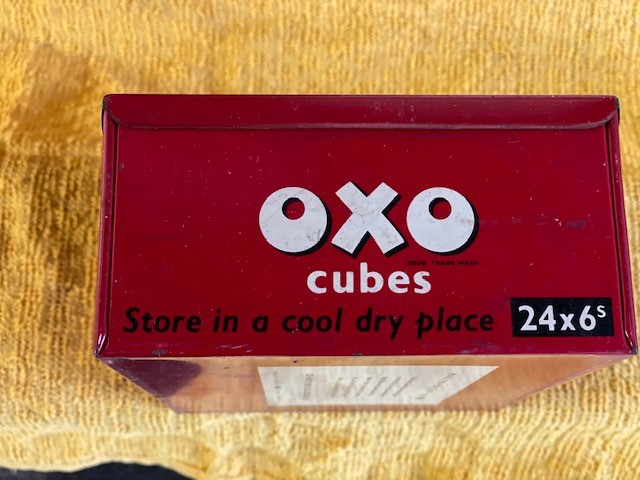 OXO
REGD TRADE MARK
cubes
Store in a cool dry place 24x6s